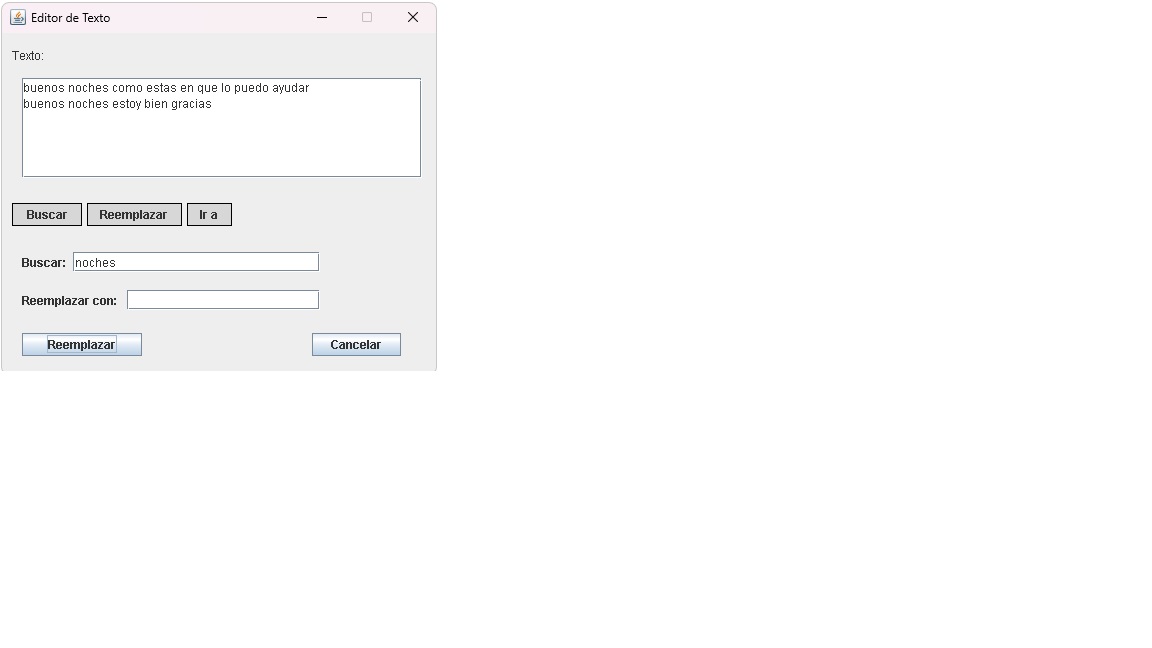 Editor de Texto
Texto:
buenos noches como estas en que lo puedo ayudar
buenos noches estoy bien gracias
Buscar Reemplazar Ir a
Buscar: noches
Reemplazar con:
Reemplazar Cancelar